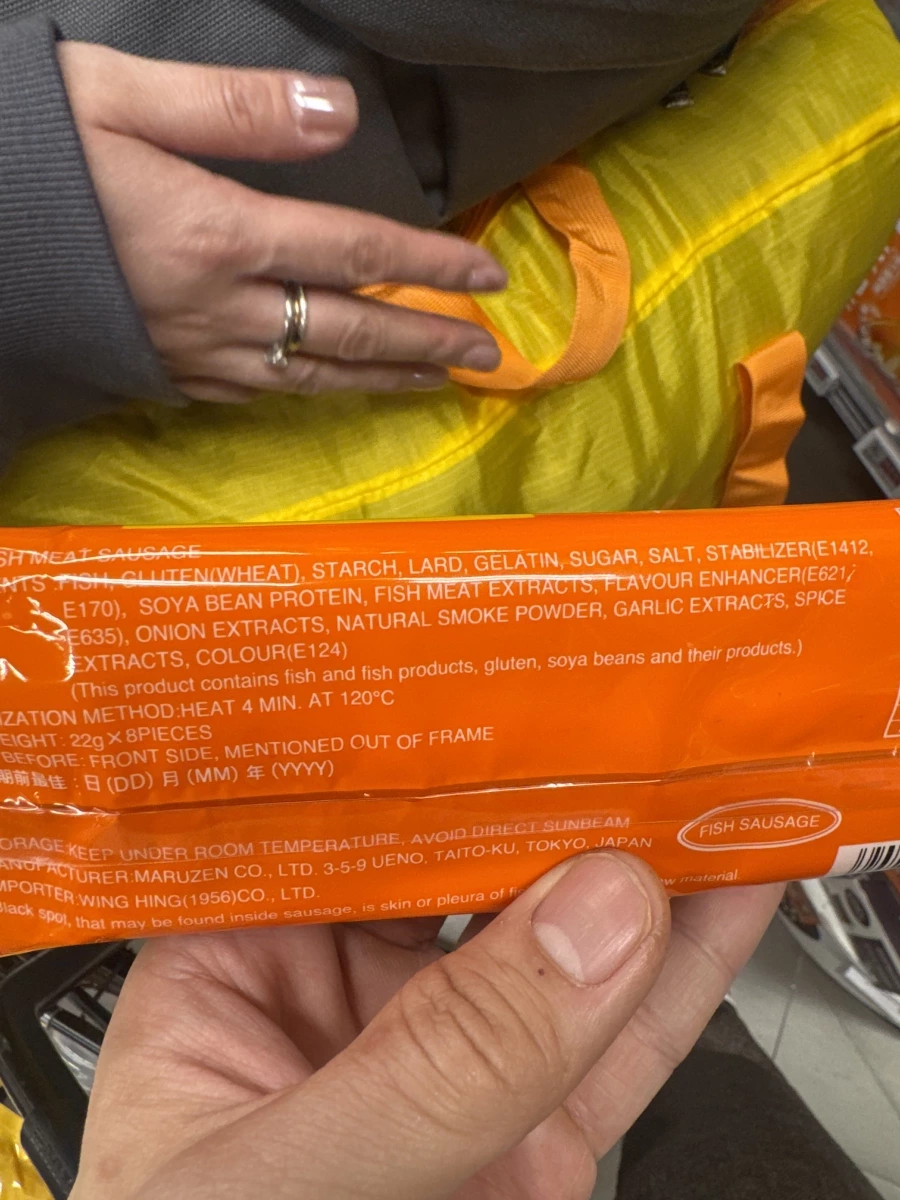 SH MEAT SAUSAGE
NTS :FISH, GLUTEN(WHEAT), STARCH, LARD, GELATIN, SUGAR, SALT, STABILIZER(E1412,
E170), SOYA BEAN PROTEIN, FISH MEAT EXTRACTS, FLAVOUR ENHANCER(E621,
E635), ONION EXTRACTS, NATURAL SMOKE POWDER, GARLIC EXTRACTS, SPICE
EXTRACTS, COLOUR(E124)
(This product contains fish and fish products, gluten, soya beans and their products.)
IZATION METHOD:HEAT 4 MIN. AT 120°C
EIGHT: 22g×8PIECES
BEFORE: FRONT SIDE, MENTIONED OUT OF FRAME
期前最佳 : 日 (DD) 月 (MM) 年 (YYYY)
ORAGE KEEP UNDER ROOM TEMPERATURE, AVOID DIRECT SUNBEAM
ANUFACTURER:MARUZEN CO., LTD. 3-5-9 UENO, TAITO-KU, TOKYO, JAPAN
FISH SAUSAGE
MPORTER:WING HING(1956)CO., LTD.
Black spot, that may be found inside sausage, is skin or pleura of fi w material.